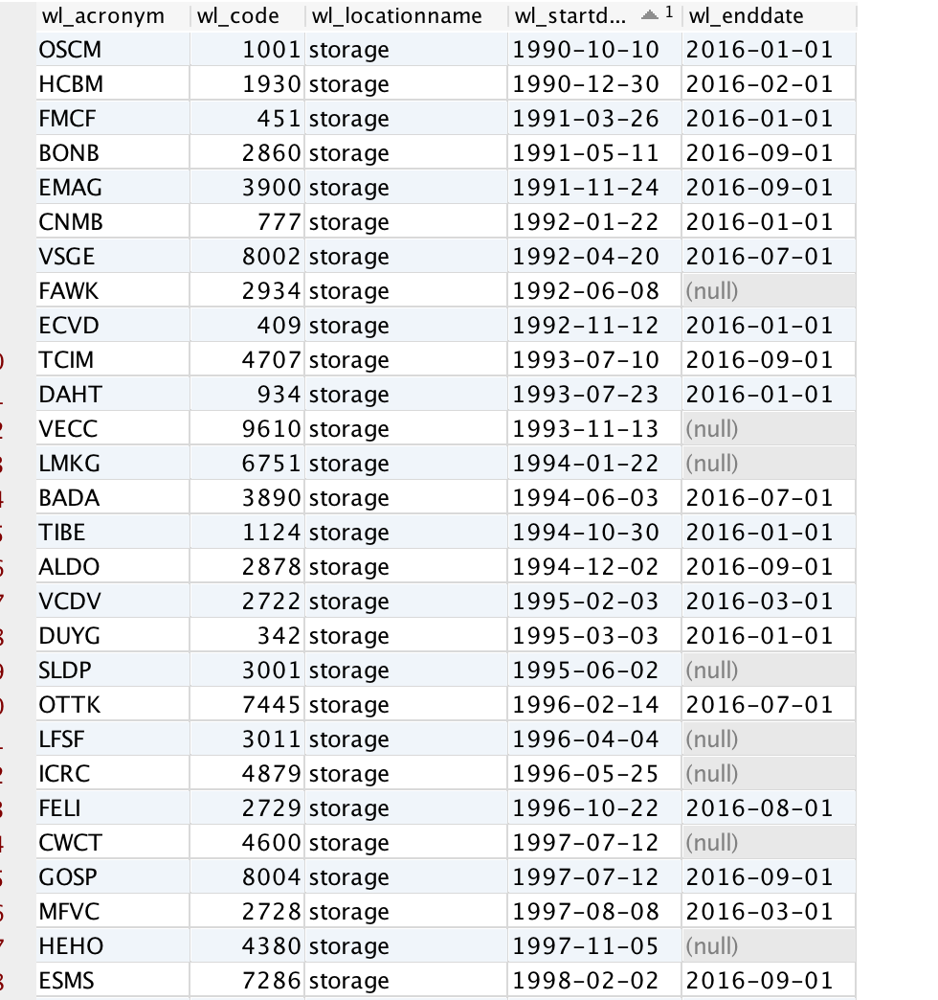 wl_acronym wl_code wl_locationname wl_startd... 1 wl_enddate
OSCM 1001 storage 1990-10-10 2016-01-01
HCBM 1930 storage 1990-12-30 2016-02-01
FMCF 451 storage 1991-03-26 2016-01-01
BONB 2860 storage 1991-05-11 2016-09-01
EMAG 3900 storage 1991-11-24 2016-09-01
CNMB 777 storage 1992-01-22 2016-01-01
VSGE 8002 storage 1992-04-20 2016-07-01
FAWK 2934 storage 1992-06-08 (null)
ECVD 409 storage 1992-11-12 2016-01-01
TCIM 4707 storage 1993-07-10 2016-09-01
DAHT 934 storage 1993-07-23 2016-01-01
VECC 9610 storage 1993-11-13 (null)
LMKG 6751 storage 1994-01-22 (null)
BADA 3890 storage 1994-06-03 2016-07-01
TIBE 1124 storage 1994-10-30 2016-01-01
ALDO 2878 storage 1994-12-02 2016-09-01
VCDV 2722 storage 1995-02-03 2016-03-01
DUYG 342 storage 1995-03-03 2016-01-01
SLDP 3001 storage 1995-06-02 (null)
OTTK 7445 storage 1996-02-14 2016-07-01
LFSF 3011 storage 1996-04-04 (null)
ICRC 4879 storage 1996-05-25 (null)
FELI 2729 storage 1996-10-22 2016-08-01
CWCT 4600 storage 1997-07-12 (null)
GOSP 8004 storage 1997-07-12 2016-09-01
MFVC 2728 storage 1997-08-08 2016-03-01
HEHO 4380 storage 1997-11-05 (null)
ESMS 7286 storage 1998-02-02 2016-09-01